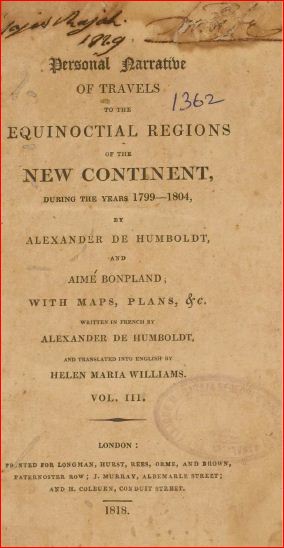 Rajah.
1829
Personal Narrative
OF TRAVELS
TO THE
1362
EQUINOCTIAL REGIONS
OF THE
NEW CONTINENT,
DURING THE YEARS 1799—1804,
BY
ALEXANDER DE HUMBOLDT,
AND
AIMÉ BONPLAND;
WITH MAPS, PLANS, &c.
WRITTEN IN FRENCH BY
ALEXANDER DE HUMBOLDT,
AND TRANSLATED INTO ENGLISH BY
HELEN MARIA WILLIAMS.
VOL. III.
LONDON:
PRINTED FOR LONGMAN, HURST, REES, ORME, AND BROWN,
PATERNOSTER ROW; J. MURRAY, ALBEMARLE STREET;
AND H. COLBURN, CONDUIT STREET.
1818.